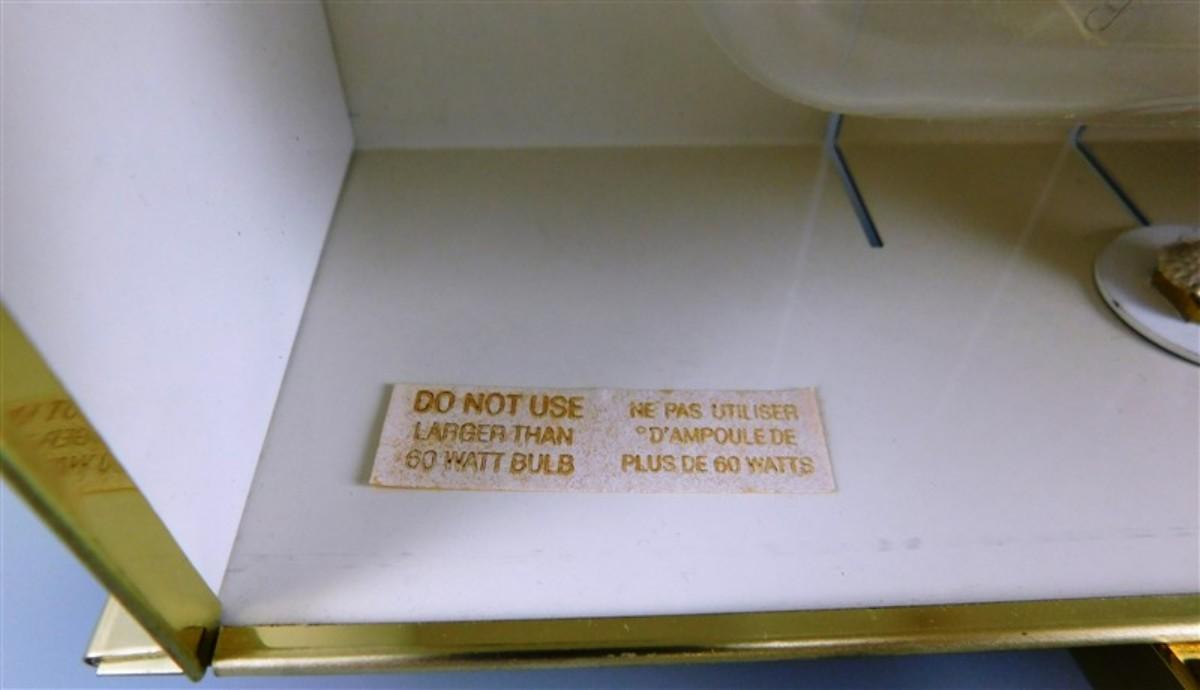 DO NOT USE
LARGER THAN
60 WATT BULB
NE PAS UTILISER
D'AMPOULE DE
PLUS DE 60 WATTS